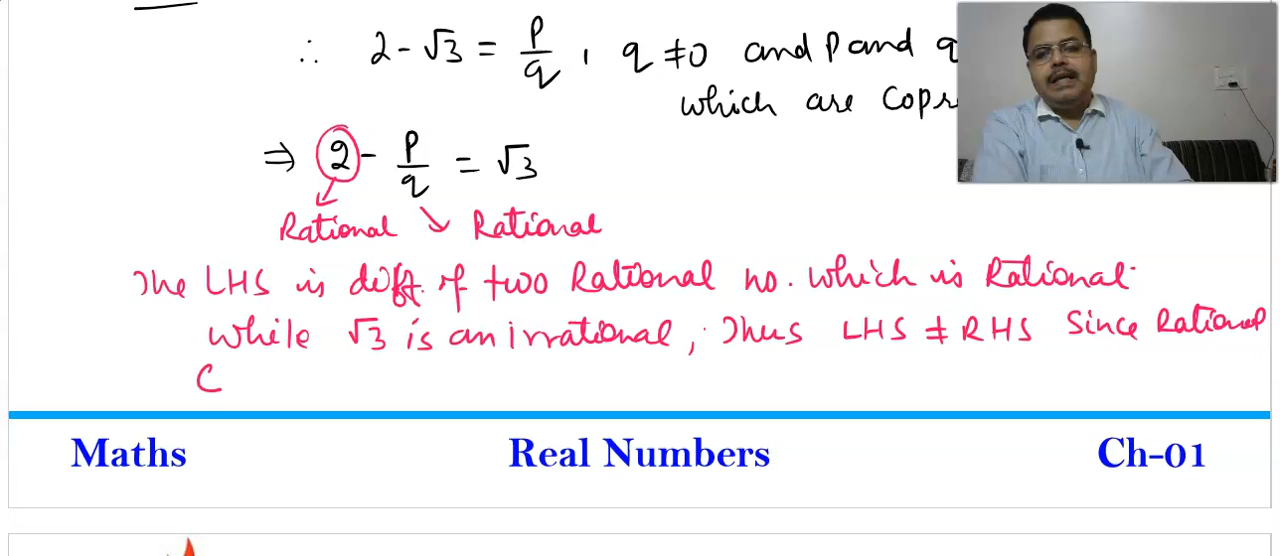 ∴ 2 - √3 = p/q , q ≠ 0 and p and q
which are Copr
⇒ 2 - p/q = √3
Rational Rational
The LHS is diff. of two Rational no. which is Rational
while √3 is an irrational, Thus LHS ≠ RHS Since Rational
C
Maths Real Numbers Ch-01